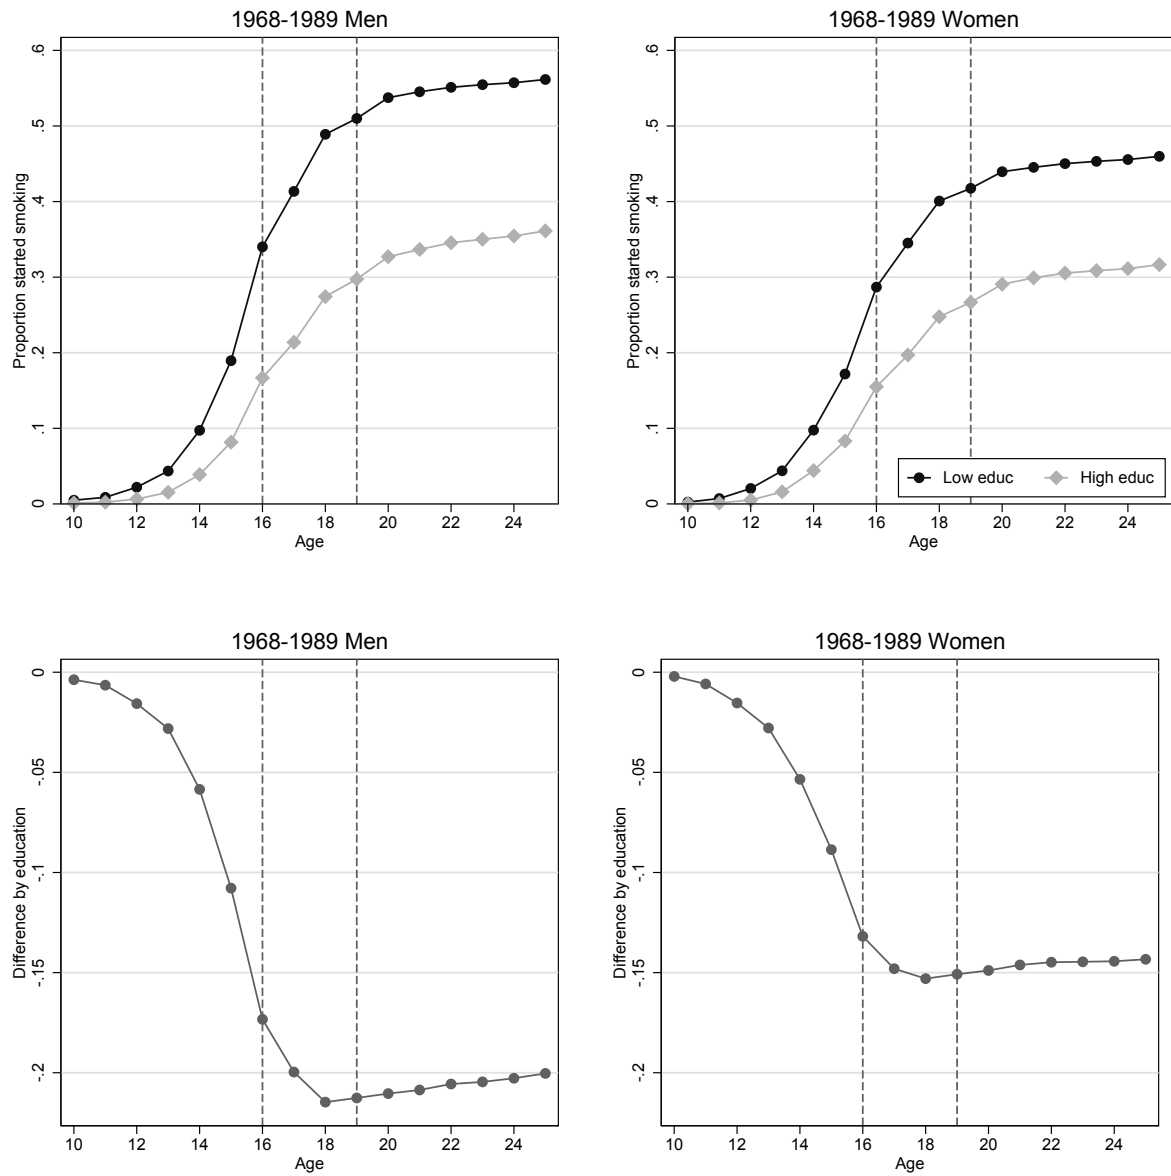 1968-1989 Men
Proportion started smoking
.6
.5
.4
.3
.2
.1
0
10 12 14 16 18 20 22 24
Age
1968-1989 Women
Proportion started smoking
.6
.5
.4
.3
.2
.1
0
Low educ High educ
10 12 14 16 18 20 22 24
Age
1968-1989 Men
Difference by education
0
-.05
-.1
-.15
-.2
10 12 14 16 18 20 22 24
Age
1968-1989 Women
Difference by education
0
-.05
-.1
-.15
-.2
10 12 14 16 18 20 22 24
Age